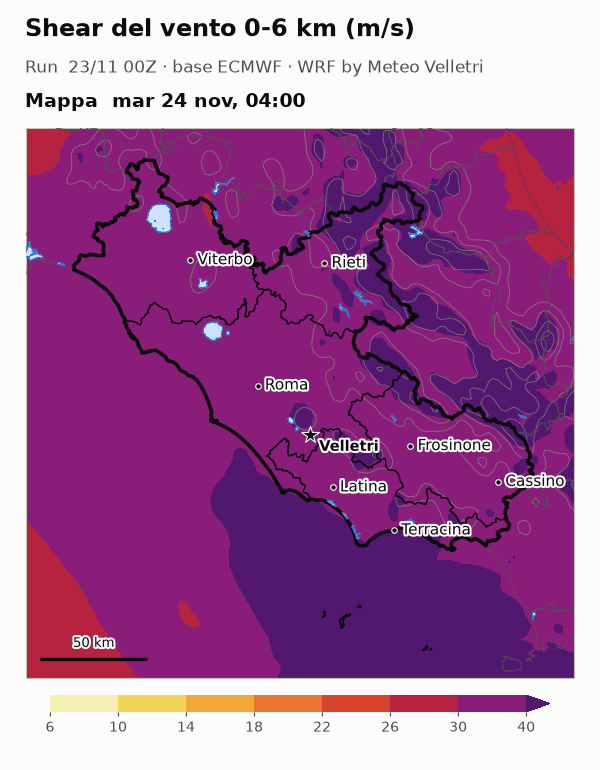 Shear del vento 0-6 km (m/s)
Run  23/11 00Z · base ECMWF · WRF by Meteo Velletri
Mappa  mar 24 nov, 04:00
Viterbo
Rieti
Roma
Velletri
Frosinone
Latina
Cassino
Terracina
50 km
6 10 14 18 22 26 30 40